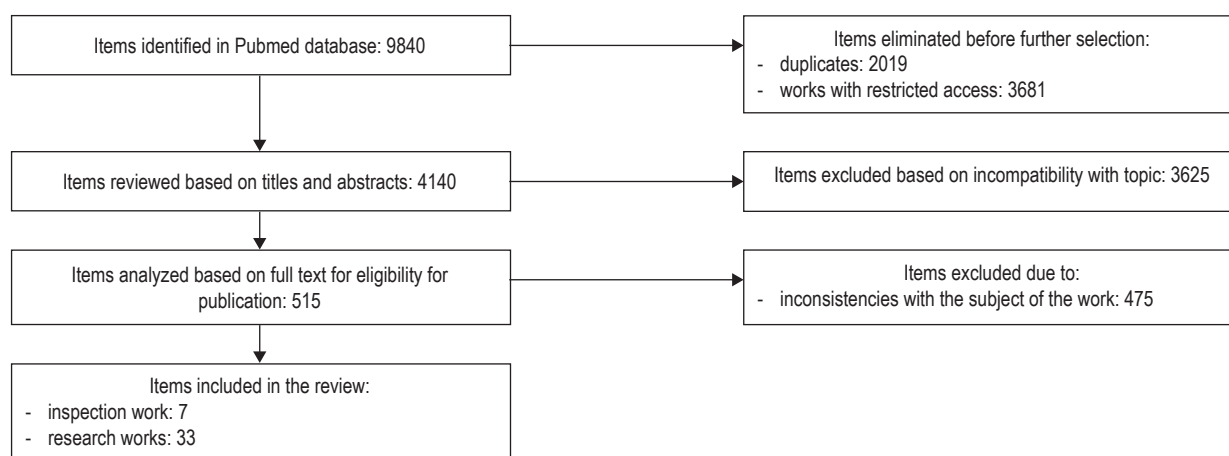 Items identified in Pubmed database: 9840
Items eliminated before further selection:
- duplicates: 2019
- works with restricted access: 3681
Items reviewed based on titles and abstracts: 4140
Items excluded based on incompatibility with topic: 3625
Items analyzed based on full text for eligibility for
publication: 515
Items excluded due to:
- inconsistencies with the subject of the work: 475
Items included in the review:
- inspection work: 7
- research works: 33